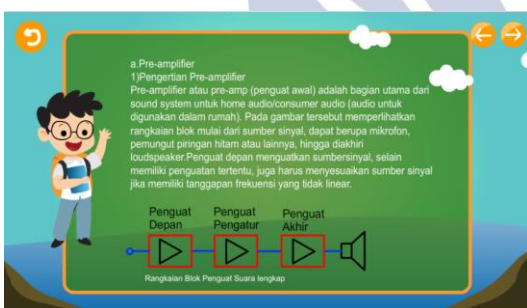 a.Pre-amplifier
1)Pengertian Pre-amplifier
Pre-amplifier atau pre-amp (penguat awal) adalah bagian utama dari
sound system untuk home audio/consumer audio (audio untuk
digunakan dalam rumah). Pada gambar tersebut memperlihatkan
rangkaian blok mulai dari sumber sinyal, dapat berupa mikrofon,
pemungut piringan hitam atau lainnya, hingga diakhiri
loudspeaker.Penguat depan menguatkan sumbersinyal, selain
memiliki penguatan tertentu, juga harus menyesuaikan sumber sinyal
jika memiliki tanggapan frekuensi yang tidak linear.
Penguat Penguat Penguat
Depan Pengatur Akhir
Rangkaian Blok Penguat Suara lengkap